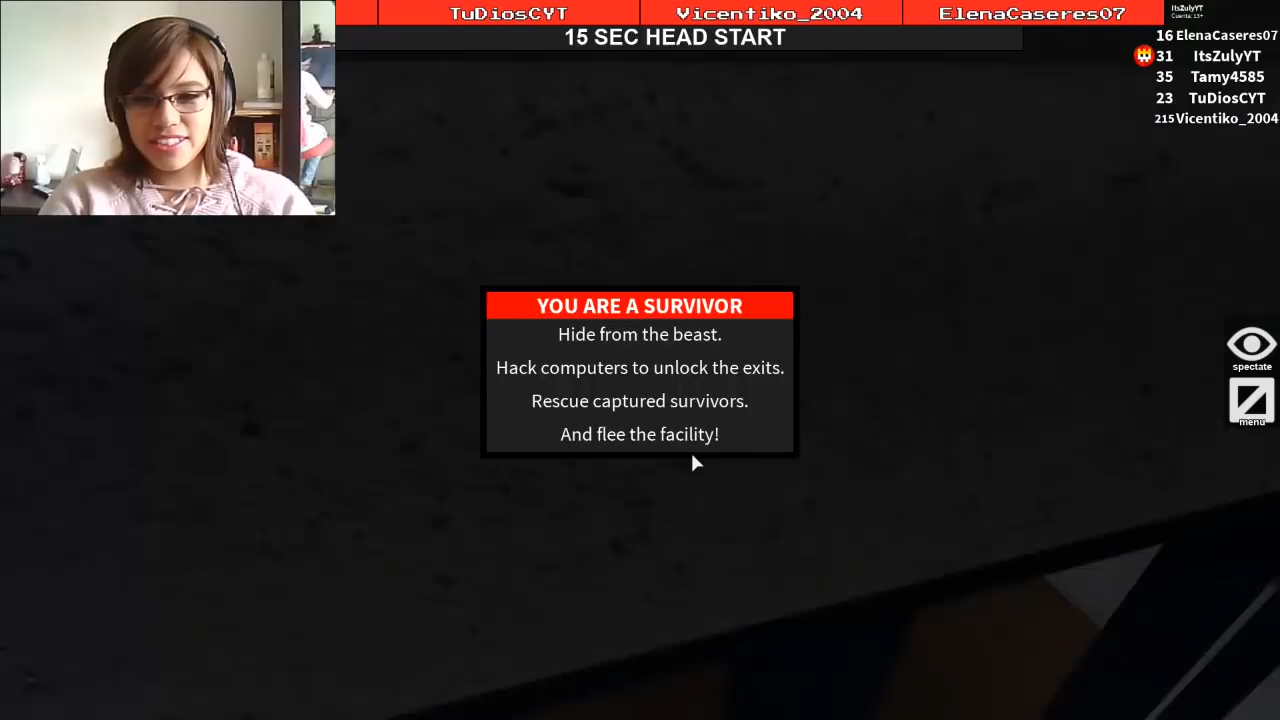 TuDiosCYT
Vicentiko_2004
ElenaCaseres07
ItsZulyYT
Cuenta: 13+
15 SEC HEAD START
16 ElenaCaseres07
31 ItsZulyYT
35 Tamy4585
23 TuDiosCYT
215 Vicentiko_2004
YOU ARE A SURVIVOR
Hide from the beast.
Hack computers to unlock the exits.
Rescue captured survivors.
And flee the facility!
spectate
menu